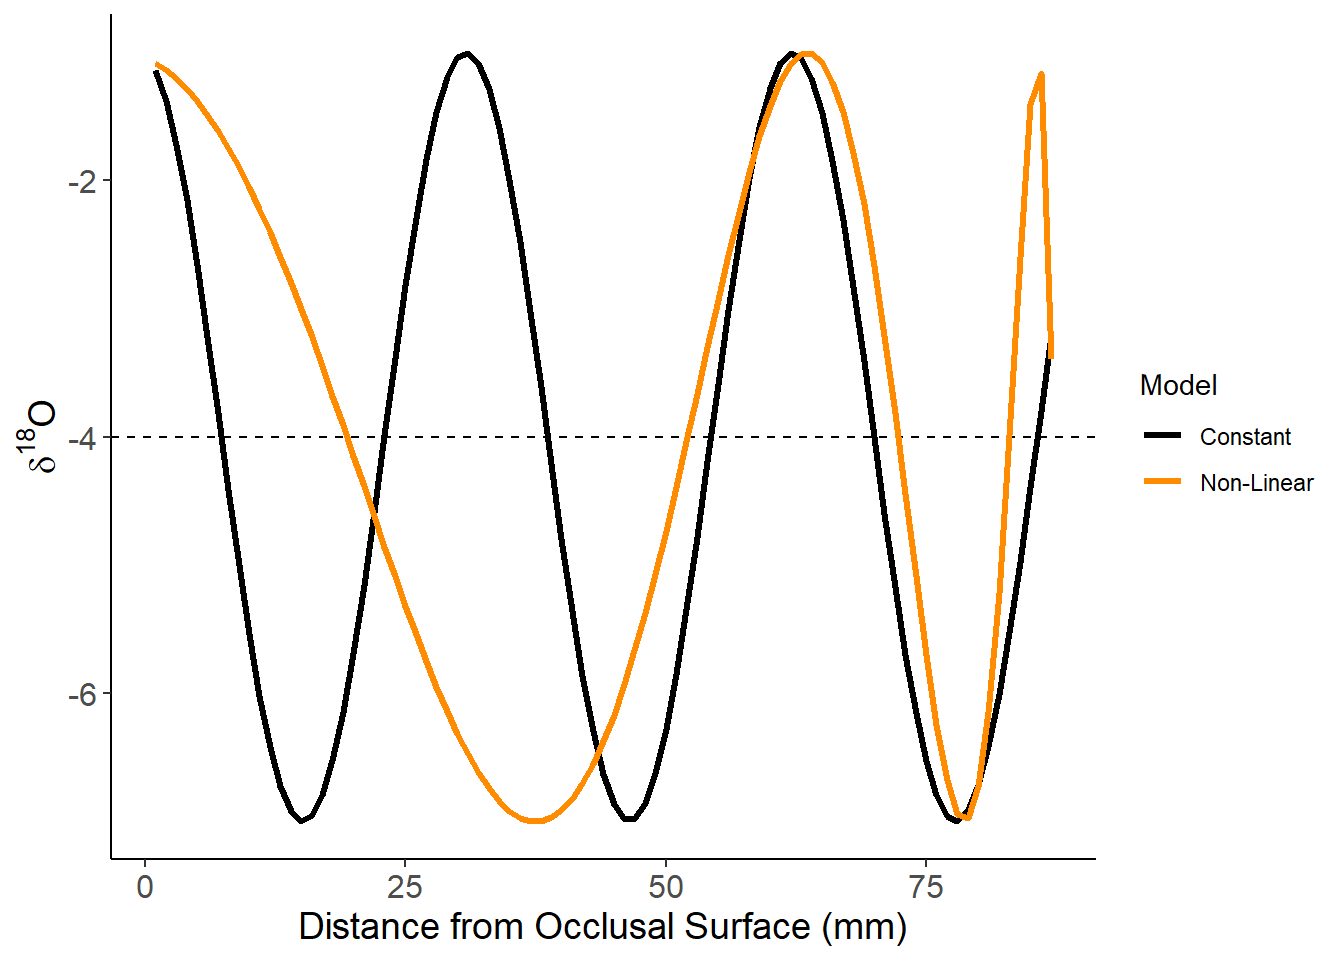 -2
-4
-6
δ¹⁸O
0 25 50 75
Distance from Occlusal Surface (mm)
Model
Constant
Non-Linear